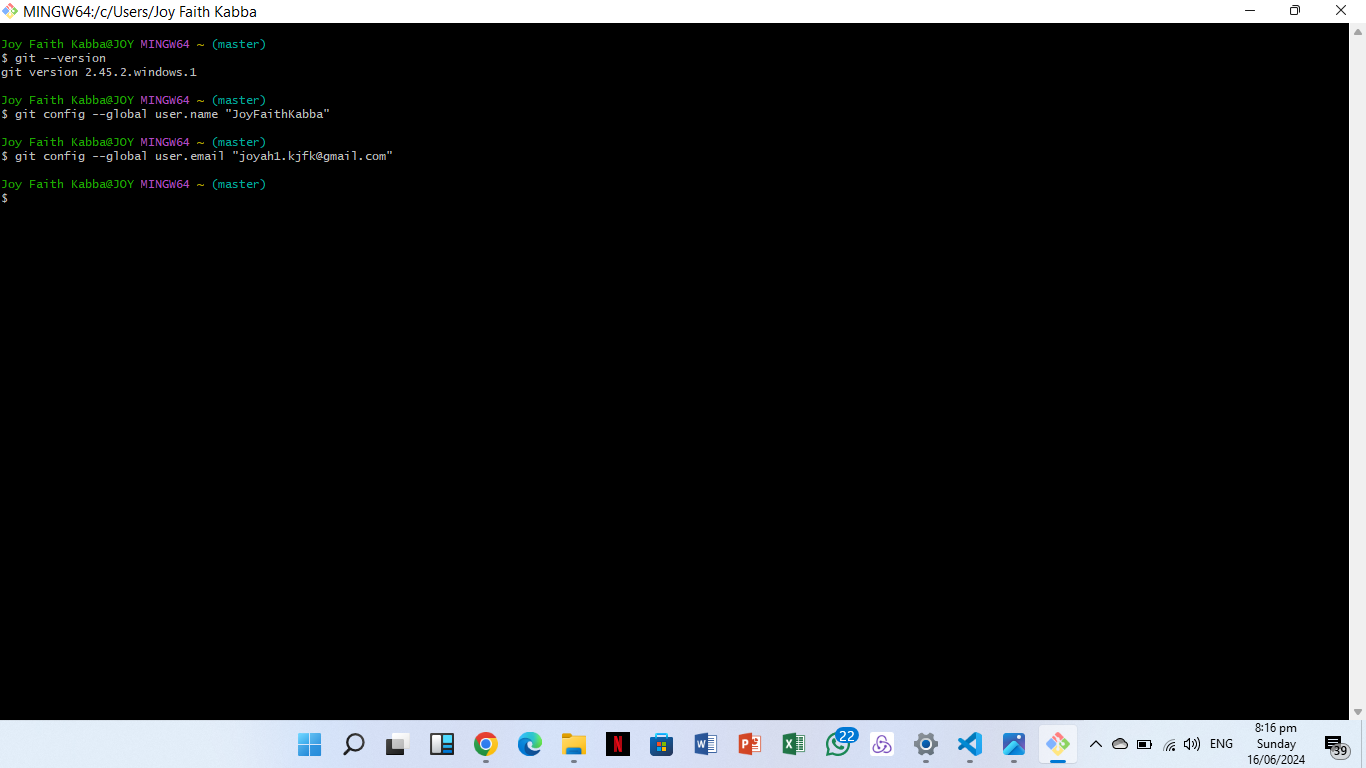 MINGW64:/c/Users/Joy Faith Kabba
Joy Faith Kabba@JOY MINGW64 ~ (master)
$ git --version
git version 2.45.2.windows.1
Joy Faith Kabba@JOY MINGW64 ~ (master)
$ git config --global user.name "JoyFaithKabba"
Joy Faith Kabba@JOY MINGW64 ~ (master)
$ git config --global user.email "joyah1.kjfk@gmail.com"
Joy Faith Kabba@JOY MINGW64 ~ (master)
$
22
ENG
8:16 pm
Sunday
16/06/2024
39